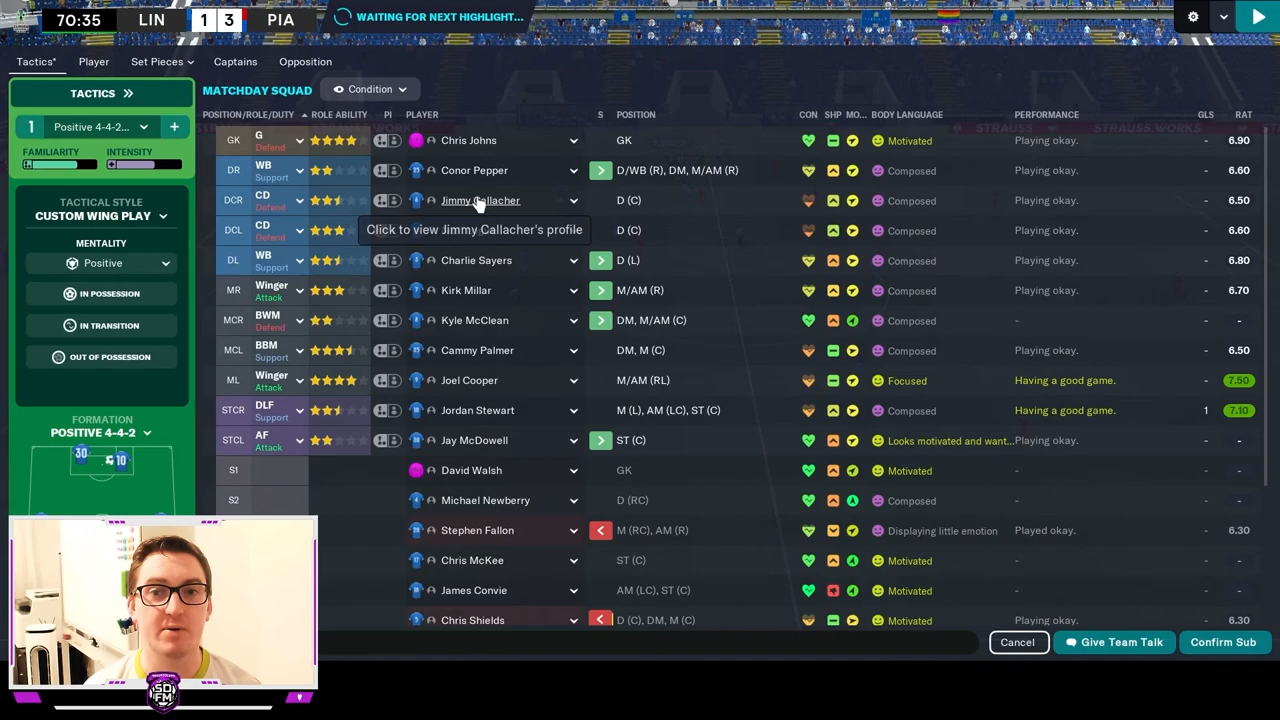 70:35 LIN 1 3 PIA WAITING FOR NEXT HIGHLIGHT...
Tactics* Player Set Pieces Captains Opposition
TACTICS
MATCHDAY SQUAD Condition
POSITION/ROLE/DUTY ROLE ABILITY PI PLAYER S POSITION CON SHP MO... BODY LANGUAGE PERFORMANCE GLS RAT
1 Positive 4-4-2...
FAMILIARITY INTENSITY
TACTICAL STYLE
CUSTOM WING PLAY
MENTALITY
Positive
IN POSSESSION
IN TRANSITION
OUT OF POSSESSION
FORMATION
POSITIVE 4-4-2
30 10
GK G Defend Chris Johns GK Motivated Playing okay. - 6.90
DR WB Support Conor Pepper D/WB (R), DM, M/AM (R) Composed Playing okay. - 6.60
DCR CD Defend Jimmy Callacher D (C) Composed Playing okay. - 6.50
Click to view Jimmy Callacher's profile
DCL CD Defend D (C) Composed Playing okay. - 6.60
DL WB Support Charlie Sayers D (L) Composed Playing okay. - 6.80
MR Winger Attack Kirk Millar M/AM (R) Composed Playing okay. - 6.70
MCR BWM Defend Kyle McClean DM, M/AM (C) Composed - - -
MCL BBM Support Cammy Palmer DM, M (C) Composed Playing okay. - 6.50
ML Winger Attack Joel Cooper M/AM (RL) Focused Having a good game. - 7.50
STCR DLF Support Jordan Stewart M (L), AM (LC), ST (C) Composed Having a good game. 1 7.10
STCL AF Attack Jay McDowell ST (C) Looks motivated and want... Playing okay. - -
S1 David Walsh GK Motivated - - -
S2 Michael Newberry D (RC) Composed - - -
Stephen Fallon M (RC), AM (R) Displaying little emotion Played okay. - 6.30
Chris McKee ST (C) Motivated - - -
James Convie AM (LC), ST (C) Motivated - - -
Chris Shields D (C), DM, M (C) Motivated Playing okay. - 6.30
Cancel Give Team Talk Confirm Sub
SD
FM